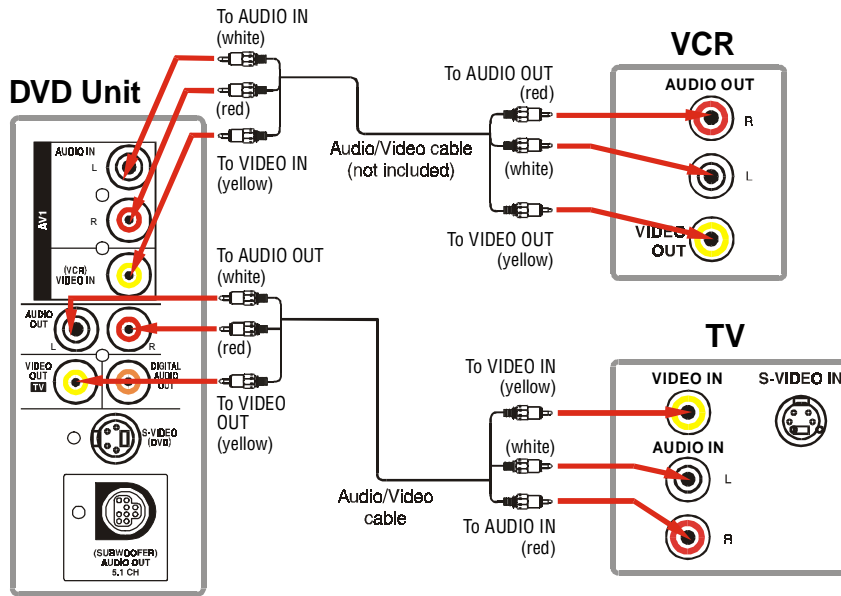 To AUDIO IN
(white)
(red)
To VIDEO IN
(yellow)
DVD Unit
AUDIO IN
L
R
AV1
(VCR)
VIDEO IN
AUDIO
OUT
L
R
VIDEO
OUT
TV
DIGITAL
AUDIO
OUT
S-VIDEO
(DVD)
(SUBWOOFER)
AUDIO OUT
5.1 CH
Audio/Video cable
(not included)
To AUDIO OUT
(red)
(white)
To VIDEO OUT
(yellow)
VCR
AUDIO OUT
R
L
VIDEO
OUT
To AUDIO OUT
(white)
(red)
To VIDEO
OUT
(yellow)
Audio/Video
cable
To VIDEO IN
(yellow)
(white)
To AUDIO IN
(red)
TV
VIDEO IN
S-VIDEO IN
AUDIO IN
L
R